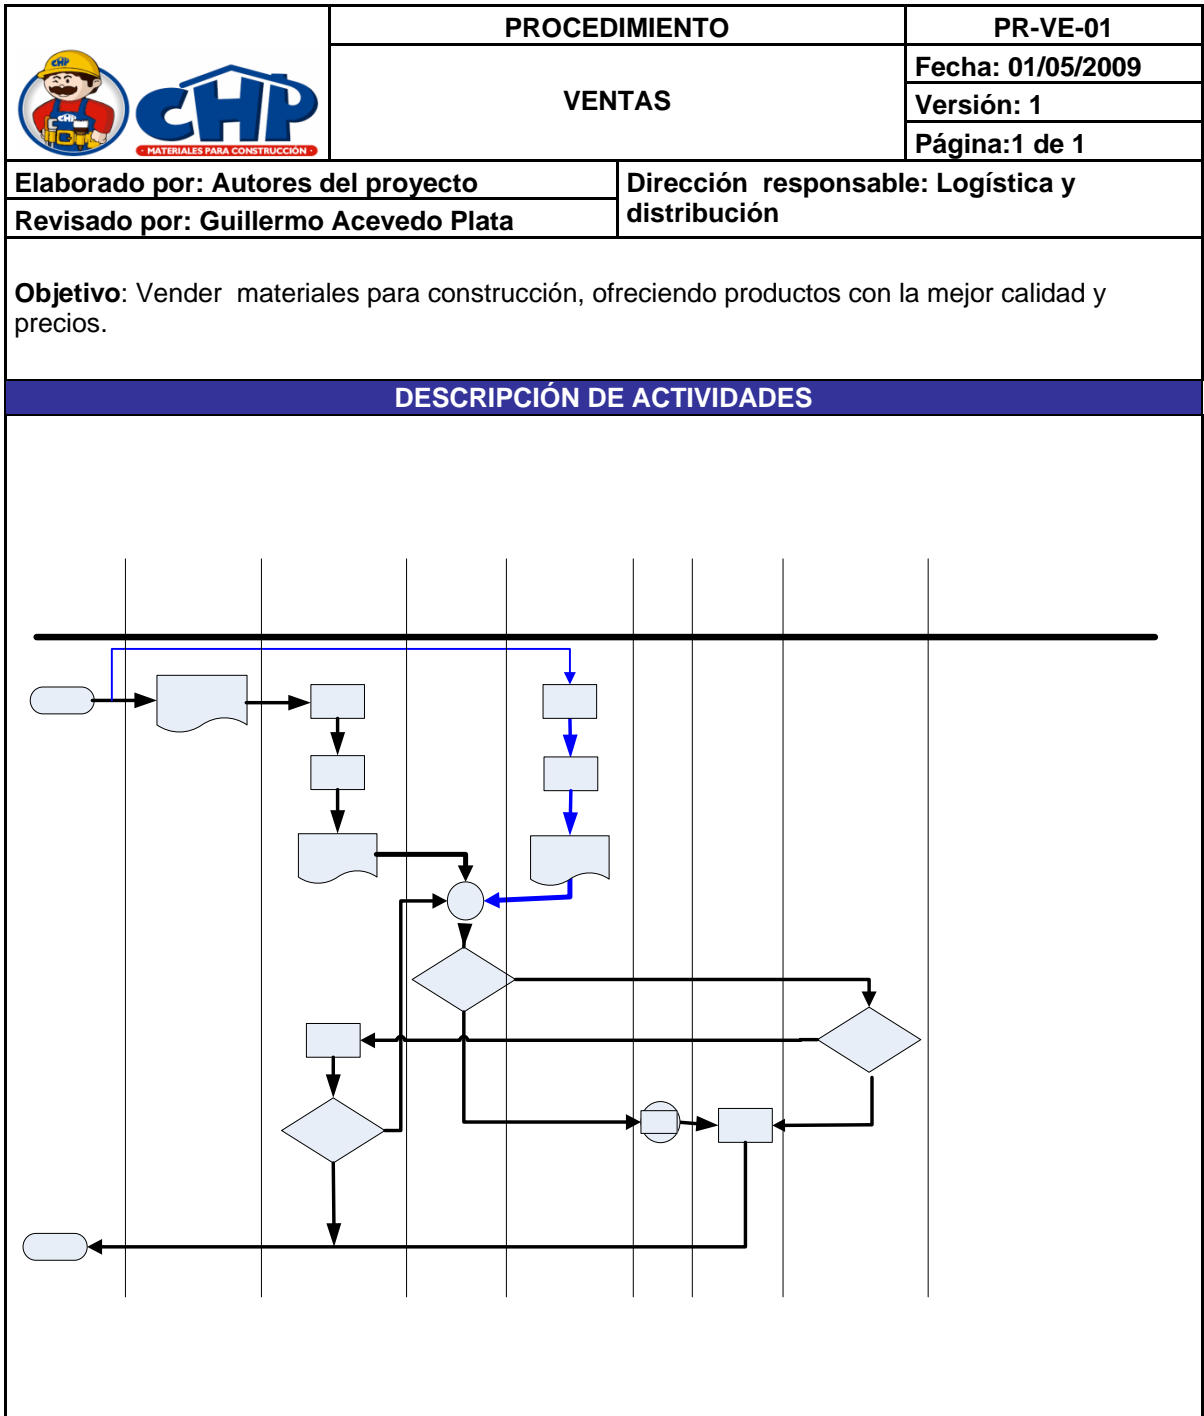 PROCEDIMIENTO
PR-VE-01
CHP
CHP
CHP
· MATERIALES PARA CONSTRUCCIÓN ·
VENTAS
Fecha: 01/05/2009
Versión: 1
Página:1 de 1
Elaborado por: Autores del proyecto
Revisado por: Guillermo Acevedo Plata
Dirección responsable: Logística y
distribución
Objetivo: Vender materiales para construcción, ofreciendo productos con la mejor calidad y
precios.
DESCRIPCIÓN DE ACTIVIDADES